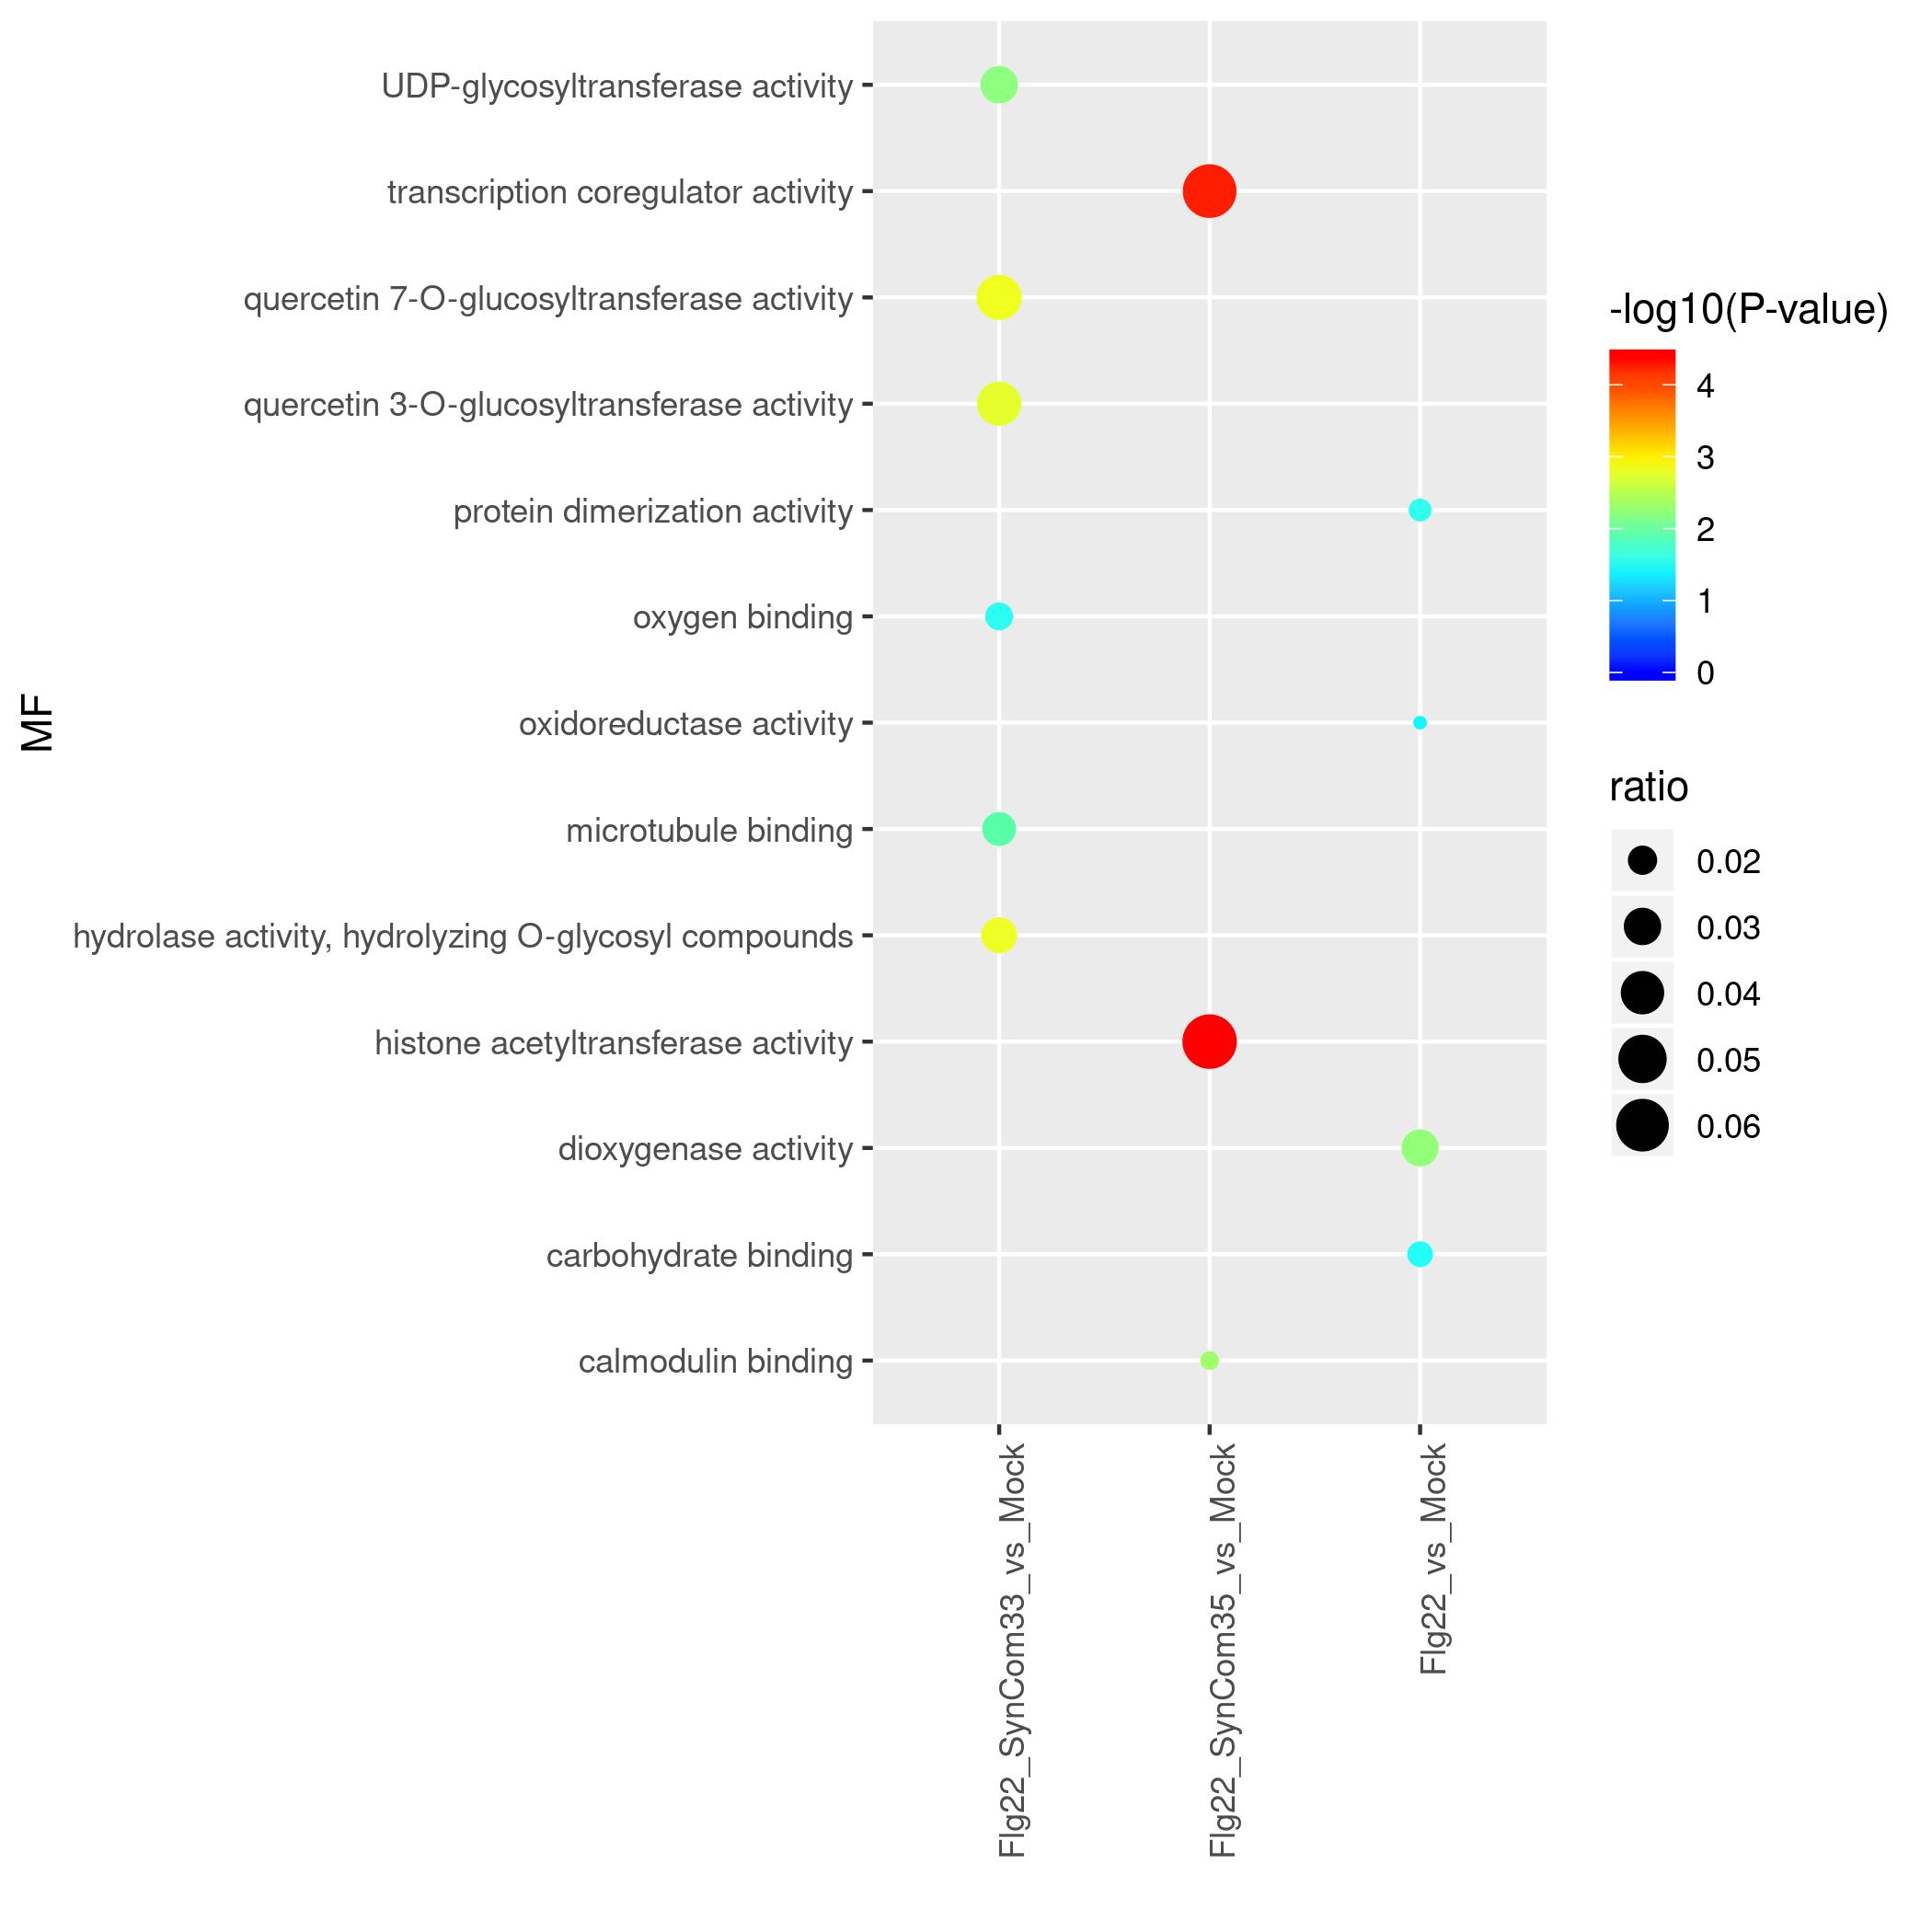 UDP-glycosyltransferase activity
transcription coregulator activity
quercetin 7-O-glucosyltransferase activity
quercetin 3-O-glucosyltransferase activity
protein dimerization activity
oxygen binding
oxidoreductase activity
microtubule binding
hydrolase activity, hydrolyzing O-glycosyl compounds
histone acetyltransferase activity
dioxygenase activity
carbohydrate binding
calmodulin binding
MF
Flg22_SynCom33_vs_Mock
Flg22_SynCom35_vs_Mock
Flg22_vs_Mock
-log10(P-value)
4
3
2
1
0
ratio
0.02
0.03
0.04
0.05
0.06